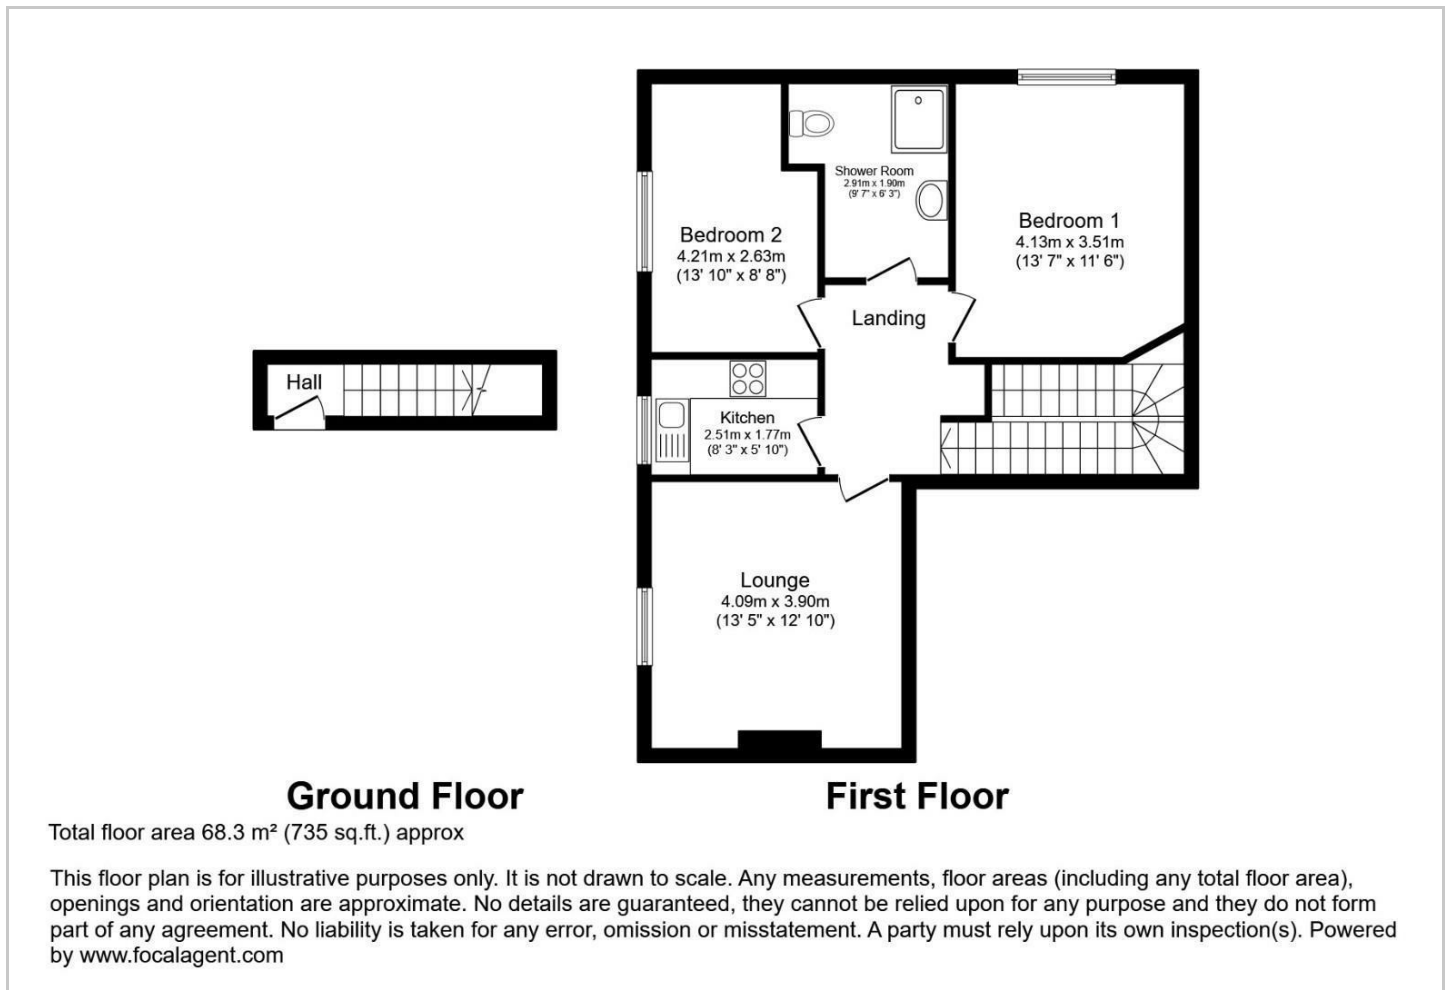 Shower Room
2.91m x 1.90m
(9' 7" x 6' 3")
Bedroom 1
4.13m x 3.51m
(13' 7" x 11' 6")
Bedroom 2
4.21m x 2.63m
(13' 10" x 8' 8")
Landing
Hall
Kitchen
2.51m x 1.77m
(8' 3" x 5' 10")
Lounge
4.09m x 3.90m
(13' 5" x 12' 10")
Ground Floor
First Floor
Total floor area 68.3 m² (735 sq.ft.) approx
This floor plan is for illustrative purposes only. It is not drawn to scale. Any measurements, floor areas (including any total floor area),
openings and orientation are approximate. No details are guaranteed, they cannot be relied upon for any purpose and they do not form
part of any agreement. No liability is taken for any error, omission or misstatement. A party must rely upon its own inspection(s). Powered
by www.focalagent.com